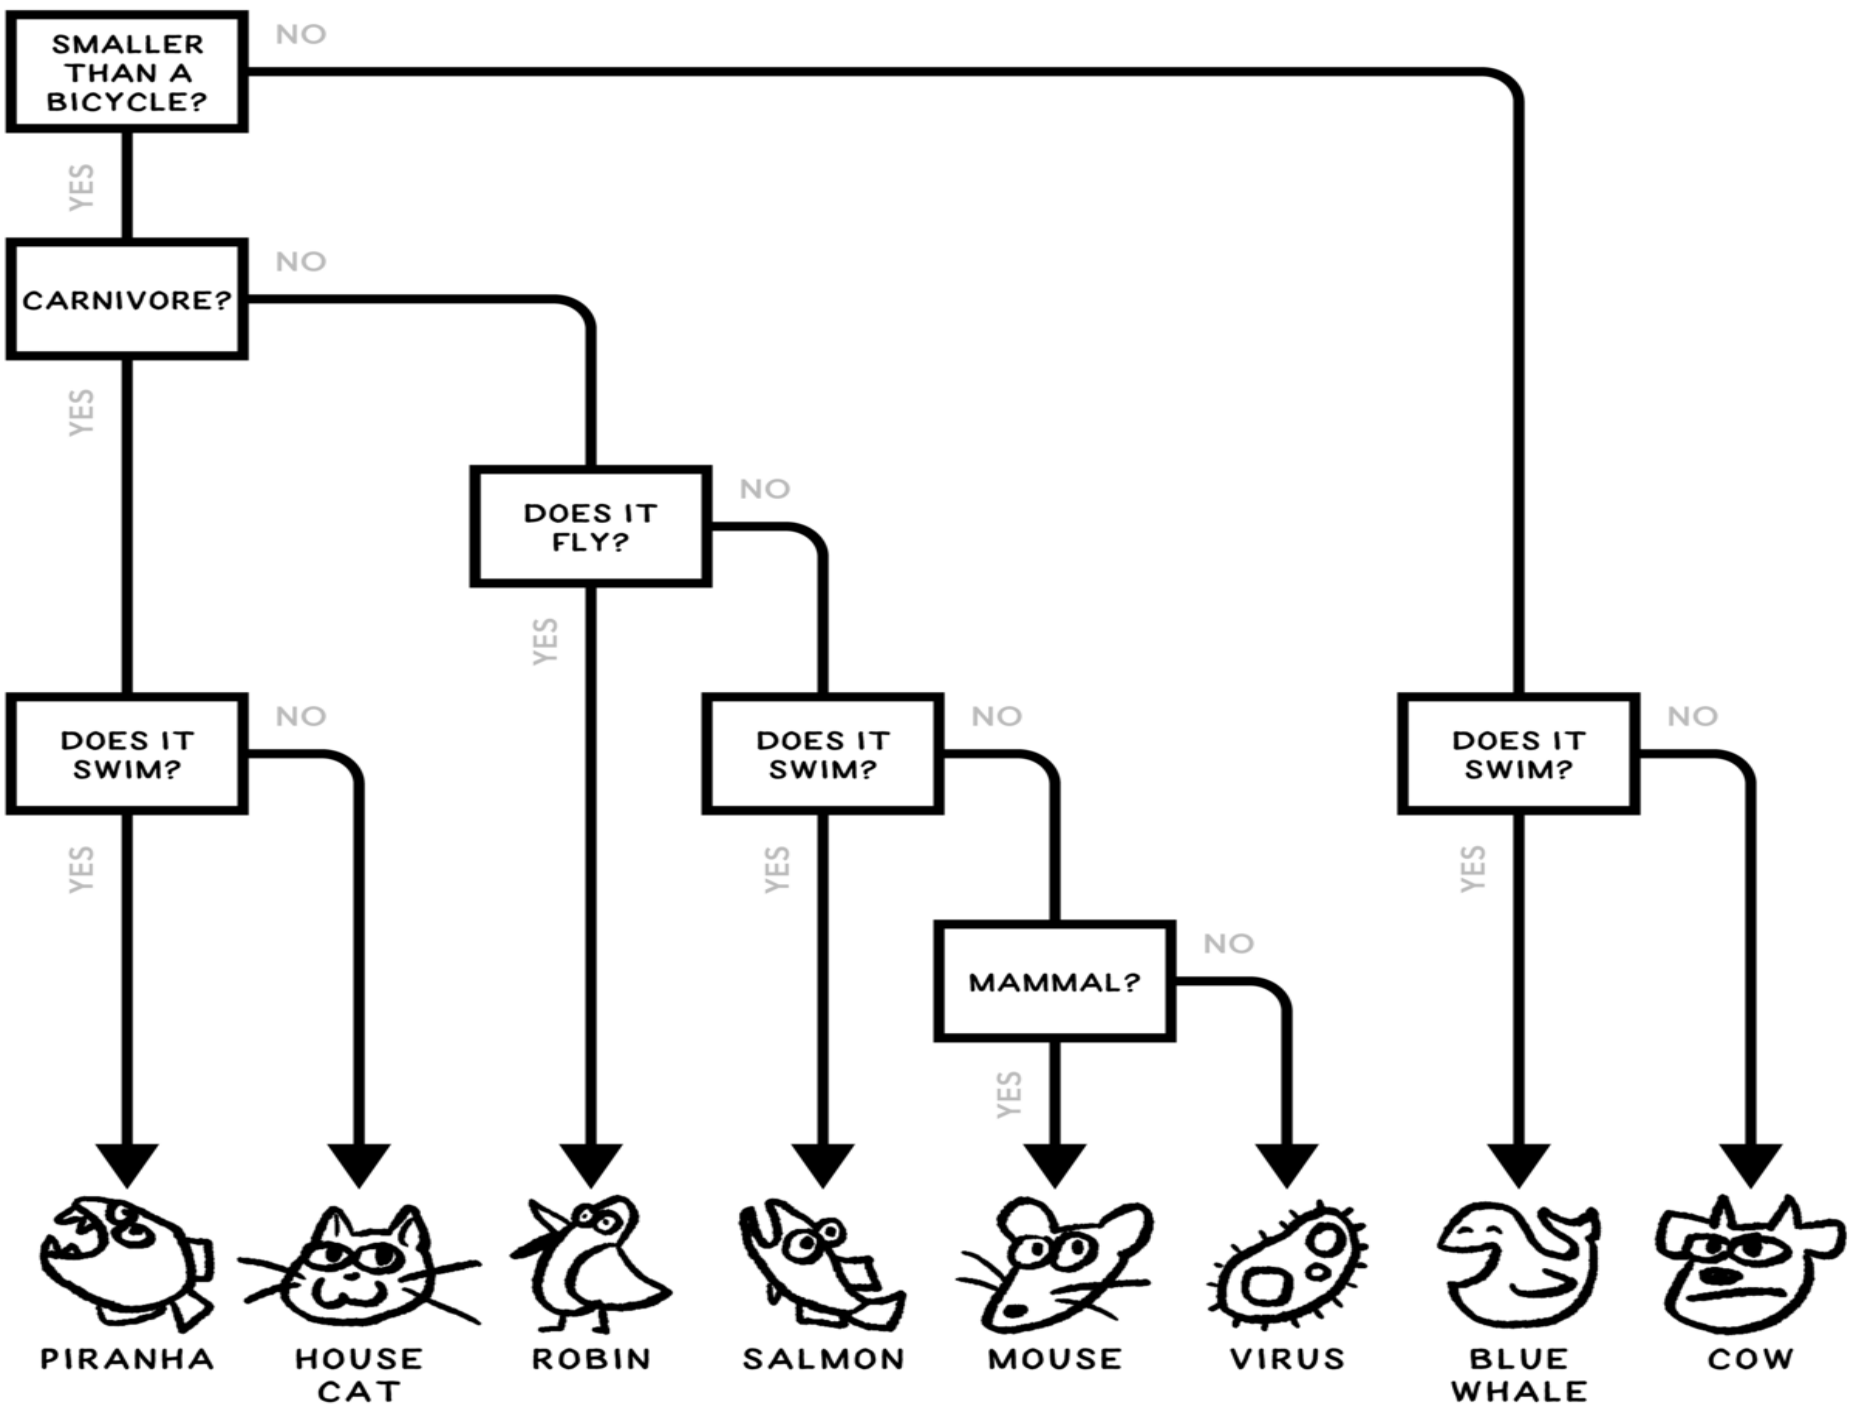 SMALLER
THAN A
BICYCLE?
NO
YES
CARNIVORE?
NO
YES
DOES IT
FLY?
NO
YES
DOES IT
SWIM?
NO
YES
DOES IT
SWIM?
NO
YES
DOES IT
SWIM?
NO
YES
MAMMAL?
NO
YES
PIRANHA
HOUSE
CAT
ROBIN
SALMON
MOUSE
VIRUS
BLUE
WHALE
COW